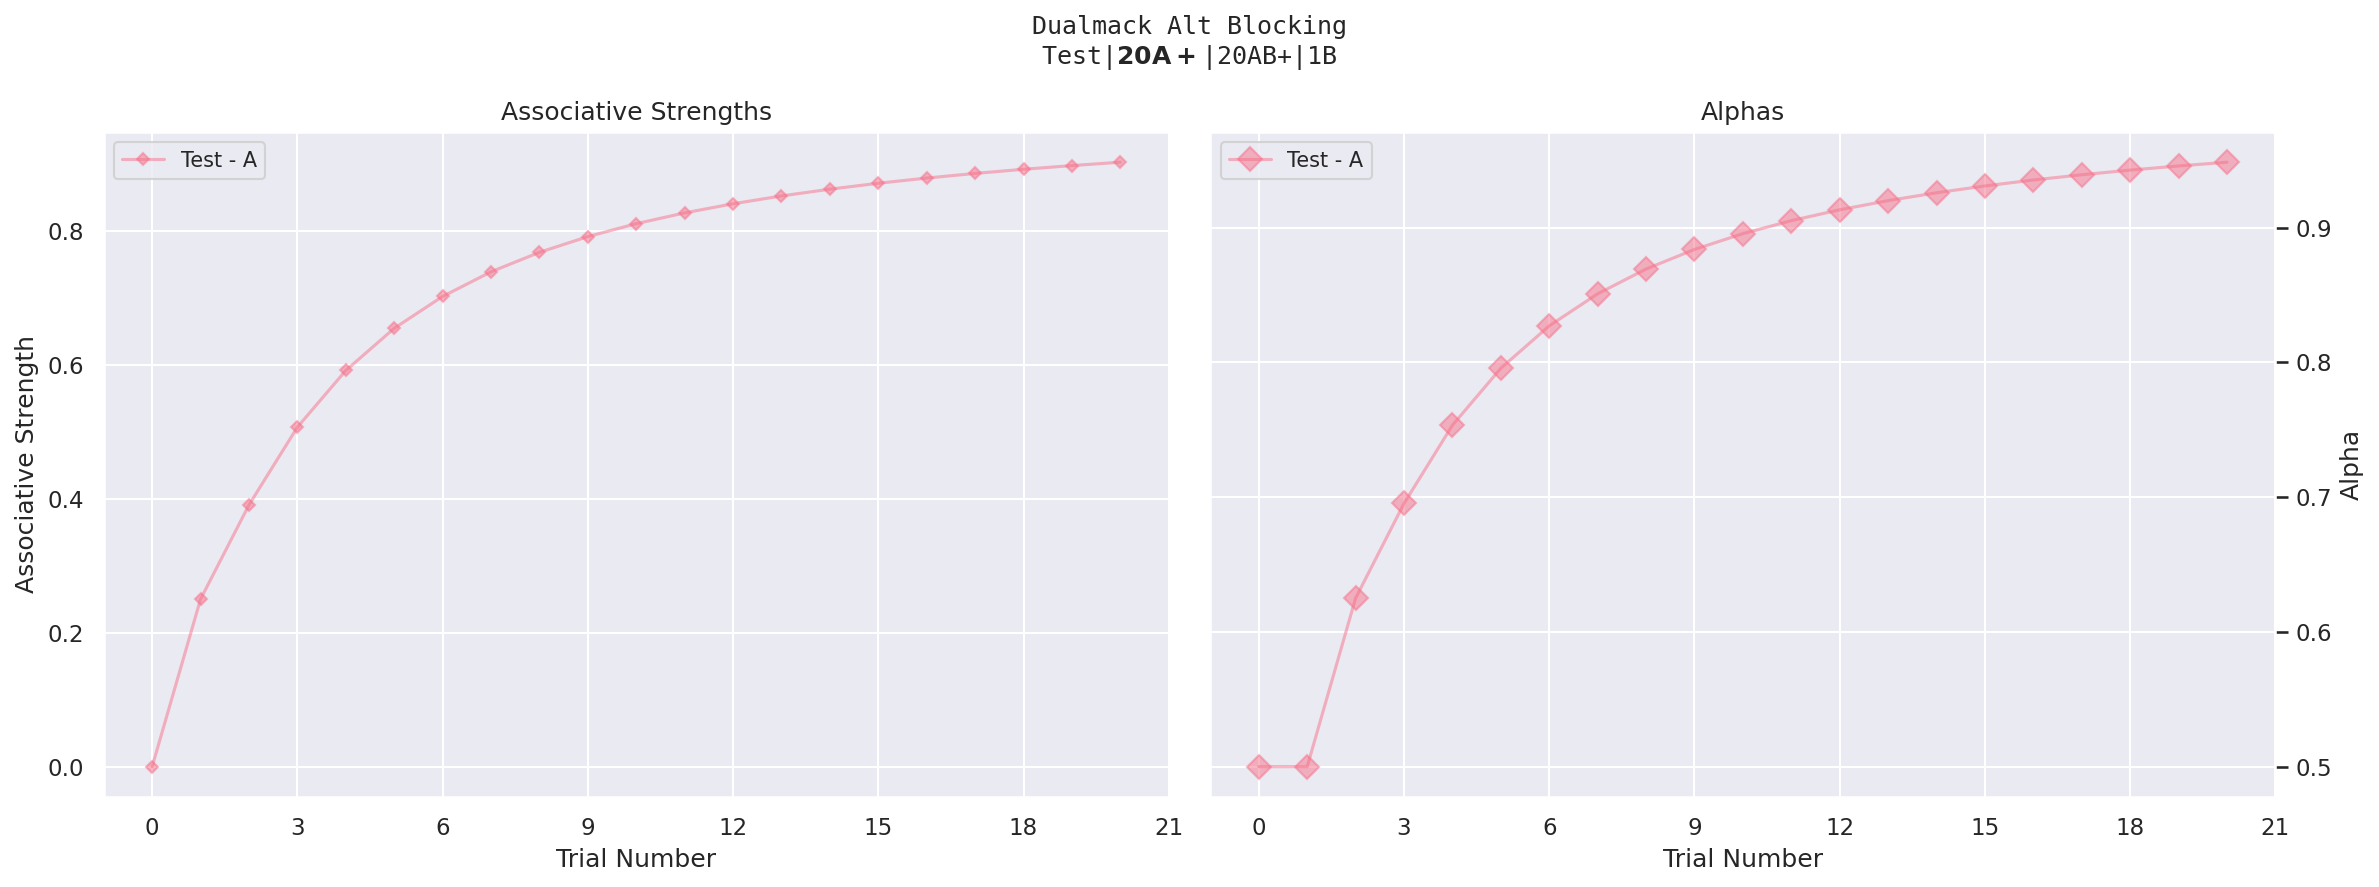 Dualmack Alt Blocking
Test|20A+|20AB+|1B
Associative Strengths
Test - A
Associative Strength
0.8
0.6
0.4
0.2
0.0
0 3 6 9 12 15 18 21
Trial Number
Alphas
Test - A
0.9
0.8
0.7
0.6
0.5
Alpha
0 3 6 9 12 15 18 21
Trial Number